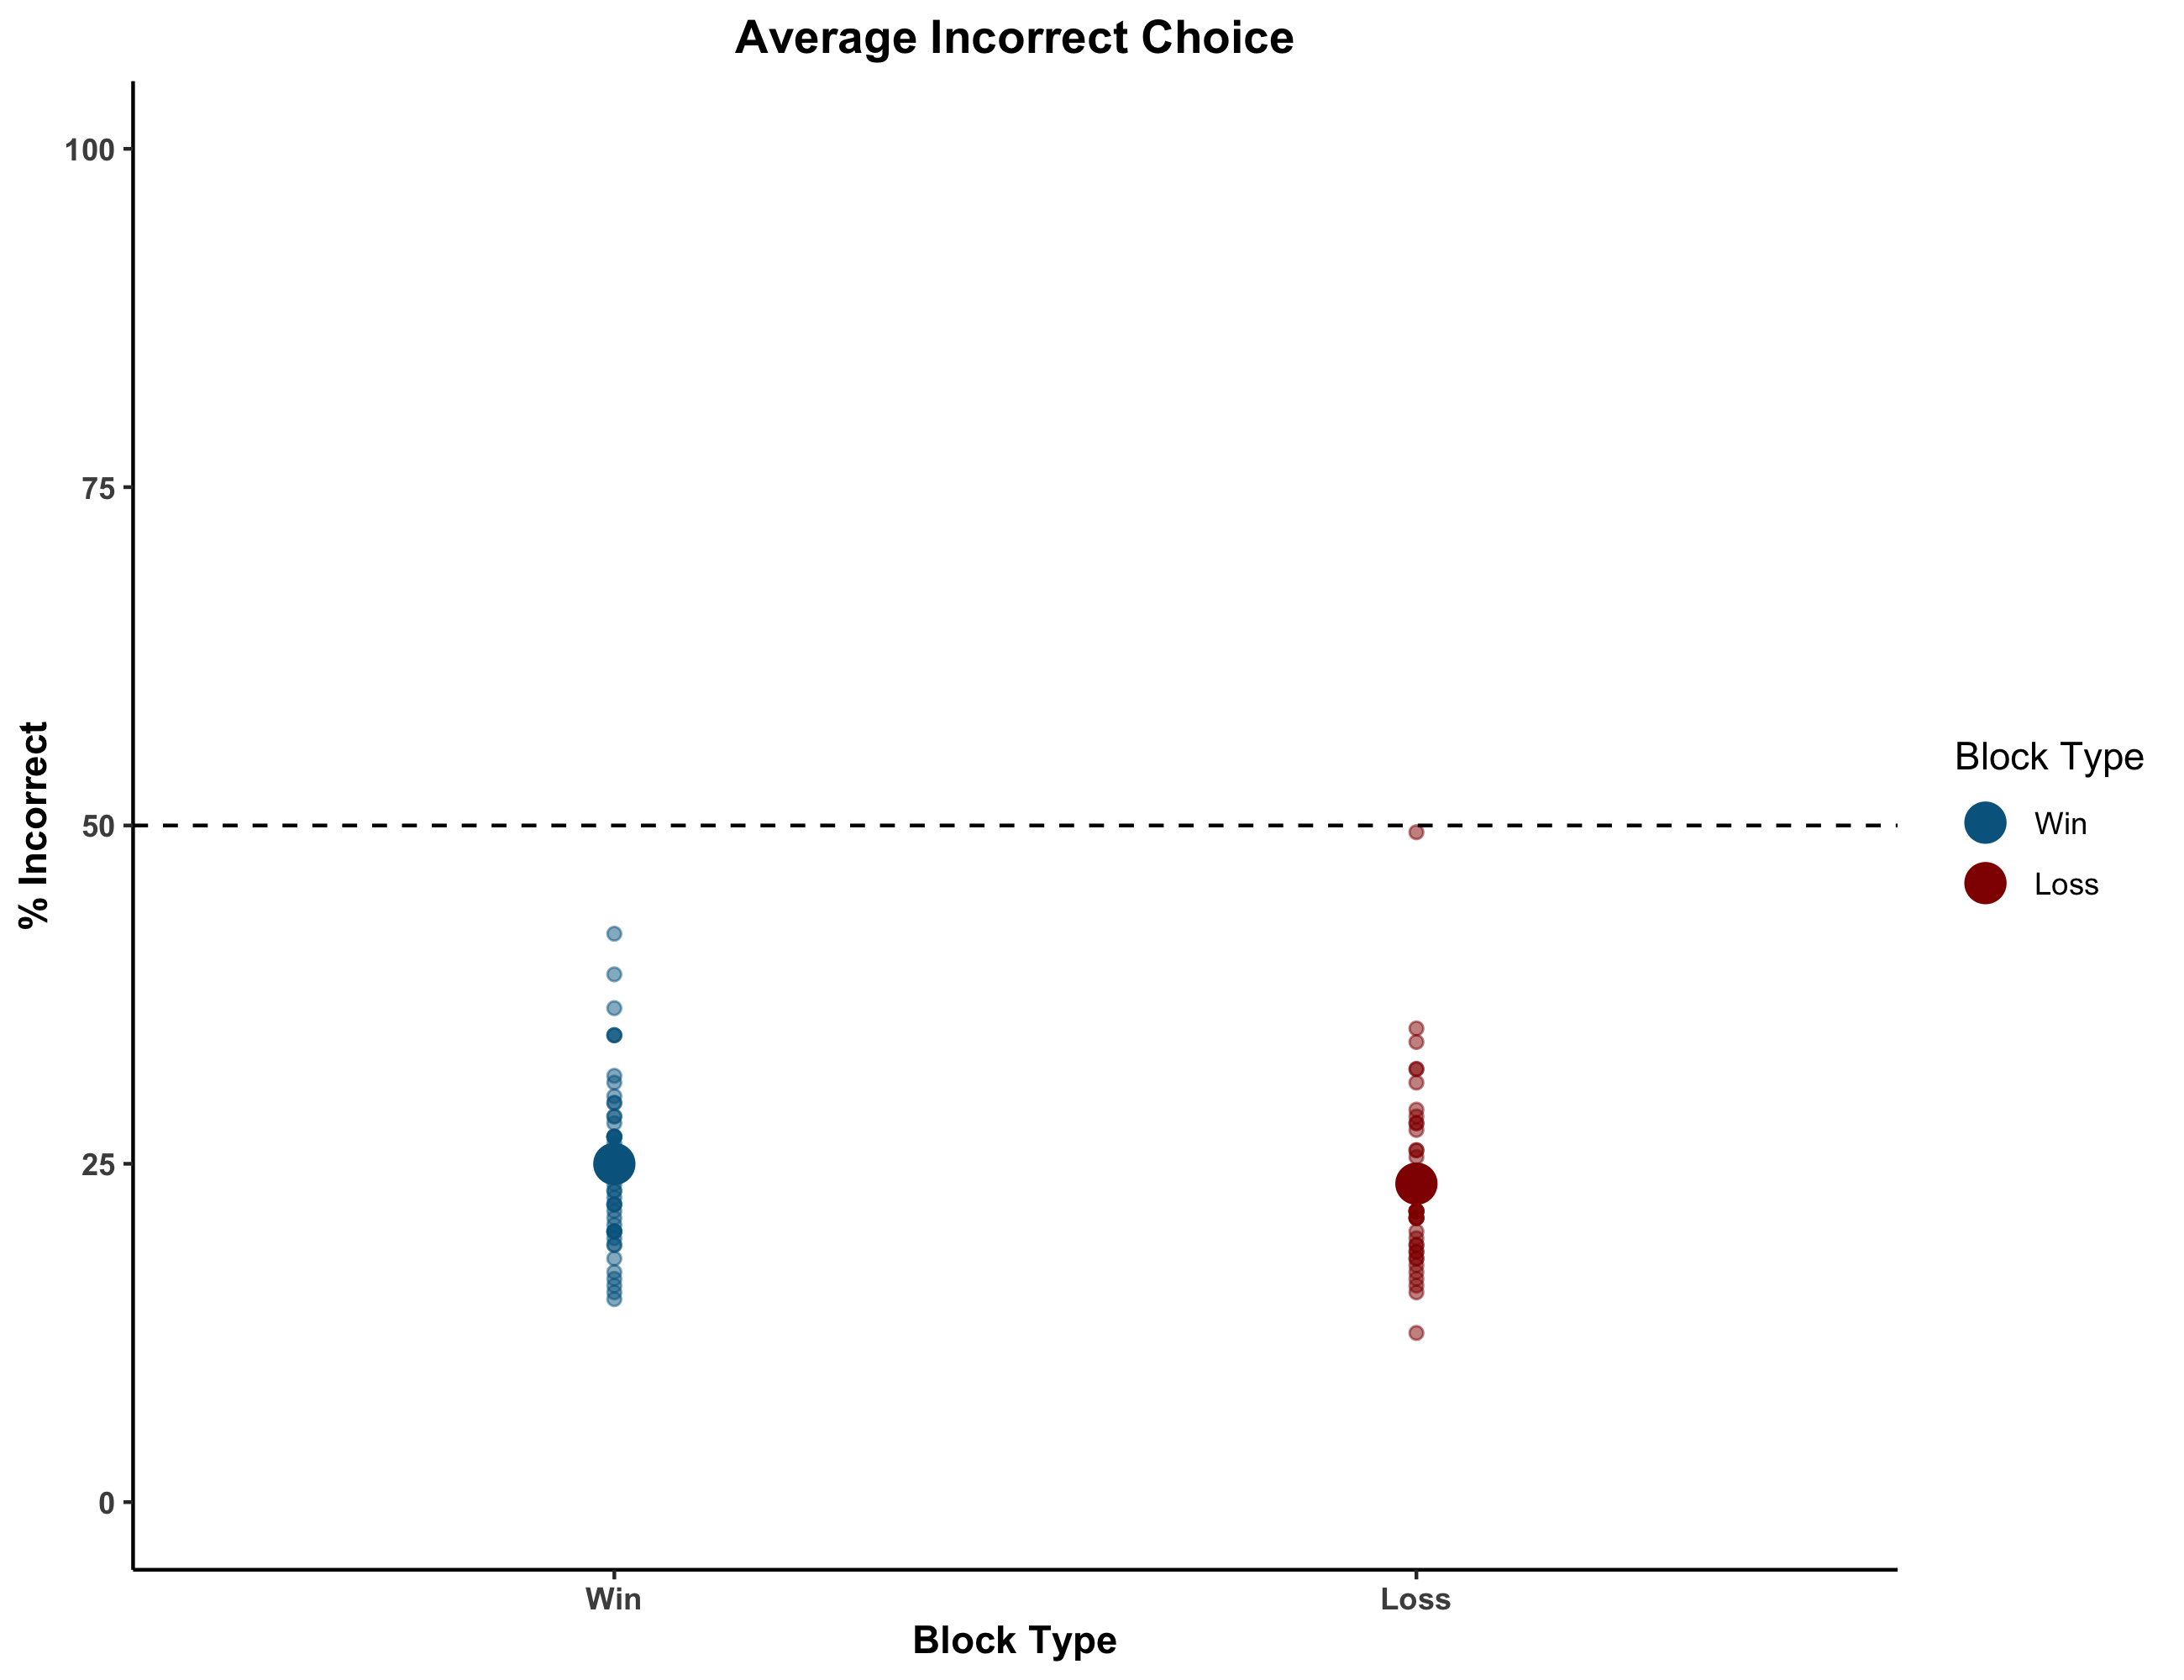 Average Incorrect Choice
100
75
50
25
0
% Incorrect
Win
Loss
Block Type
Block Type
Win
Loss